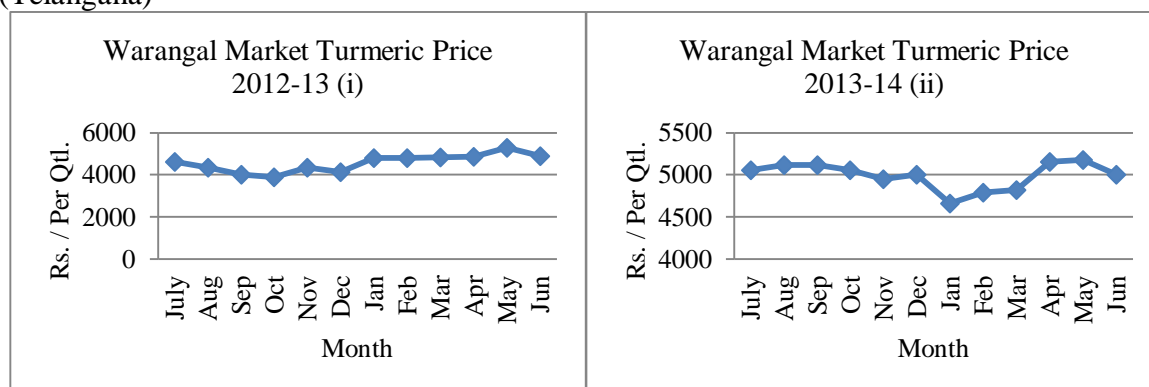 (Telangana)
Warangal Market Turmeric Price
2012-13 (i)
Rs. / Per Qtl.
6000
4000
2000
0
July
Aug
Sep
Oct
Nov
Dec
Jan
Feb
Mar
Apr
May
Jun
Month
Warangal Market Turmeric Price
2013-14 (ii)
Rs. / Per Qtl.
5500
5000
4500
4000
July
Aug
Sep
Oct
Nov
Dec
Jan
Feb
Mar
Apr
May
Jun
Month